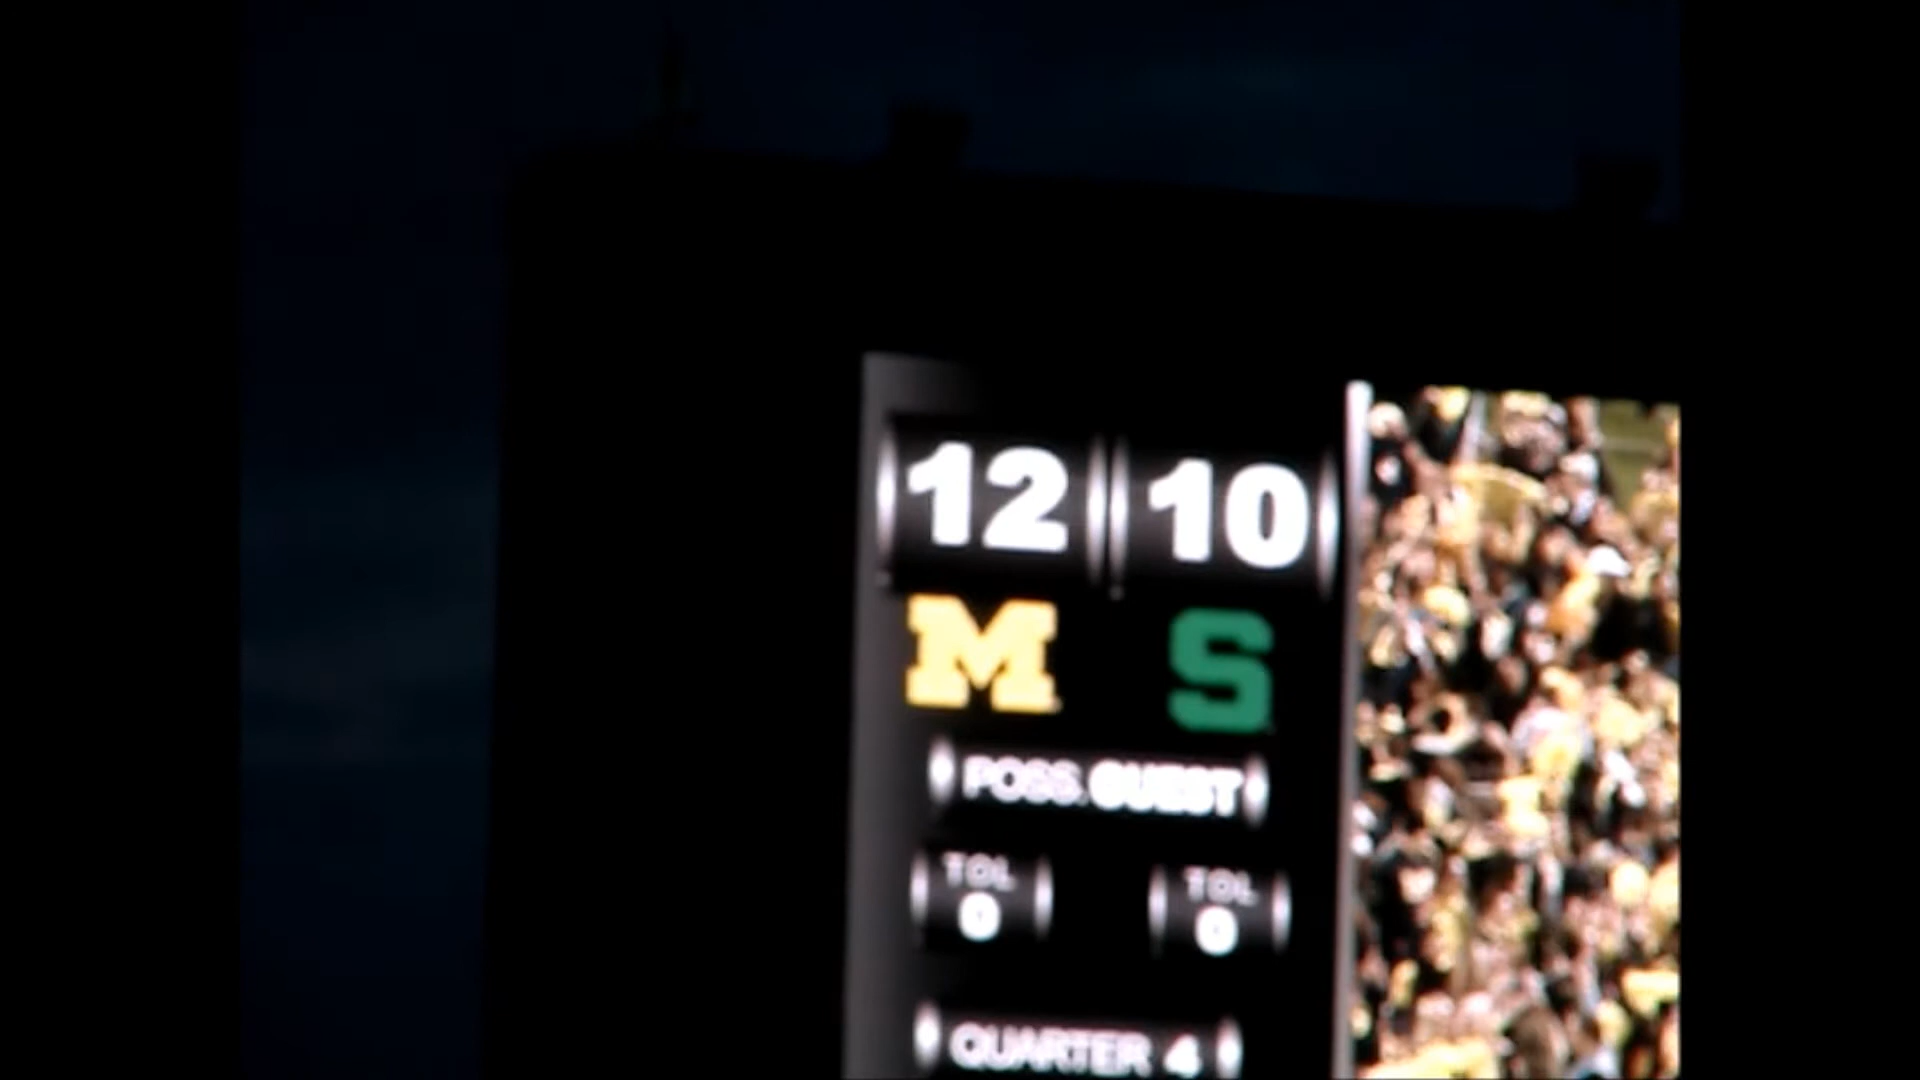 12 10
M S
POSS. GUEST
TOL TOL
0 0
QUARTER 4